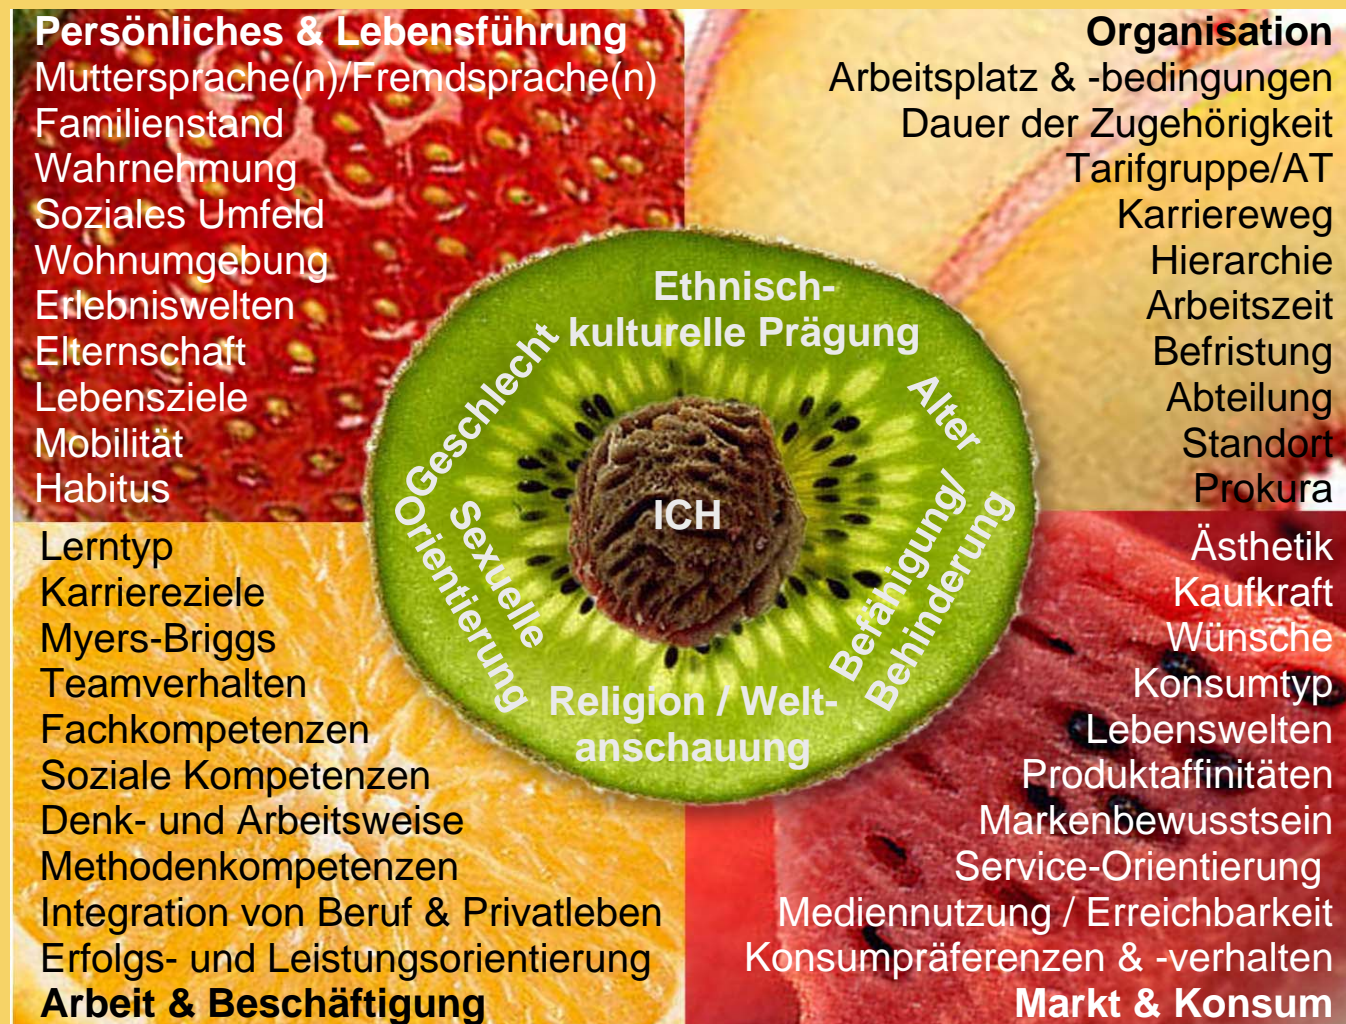 Persönliches & Lebensführung
Muttersprache(n)/Fremdsprache(n)
Familienstand
Wahrnehmung
Soziales Umfeld
Wohnumgebung
Erlebniswelten
Elternschaft
Lebensziele
Mobilität
Habitus
Organisation
Arbeitsplatz & -bedingungen
Dauer der Zugehörigkeit
Tarifgruppe/AT
Karriereweg
Hierarchie
Arbeitszeit
Befristung
Abteilung
Standort
Prokura
Ethnisch-
kulturelle Prägung
Geschlecht
Alter
ICH
Sexuelle
OOrientierung
Befähigung/
Behinderung
Religion / Welt-
anschauung
Lerntyp
Karriereziele
Myers-Briggs
Teamverhalten
Fachkompetenzen
Soziale Kompetenzen
Denk- und Arbeitsweise
Methodenkompetenzen
Integration von Beruf & Privatleben
Erfolgs- und Leistungsorientierung
Arbeit & Beschäftigung
Ästhetik
Kaufkraft
Wünsche
Konsumtyp
Lebenswelten
Produktaffinitäten
Markenbewusstsein
Service-Orientierung
Mediennutzung / Erreichbarkeit
Konsumpräferenzen & -verhalten
Markt & Konsum